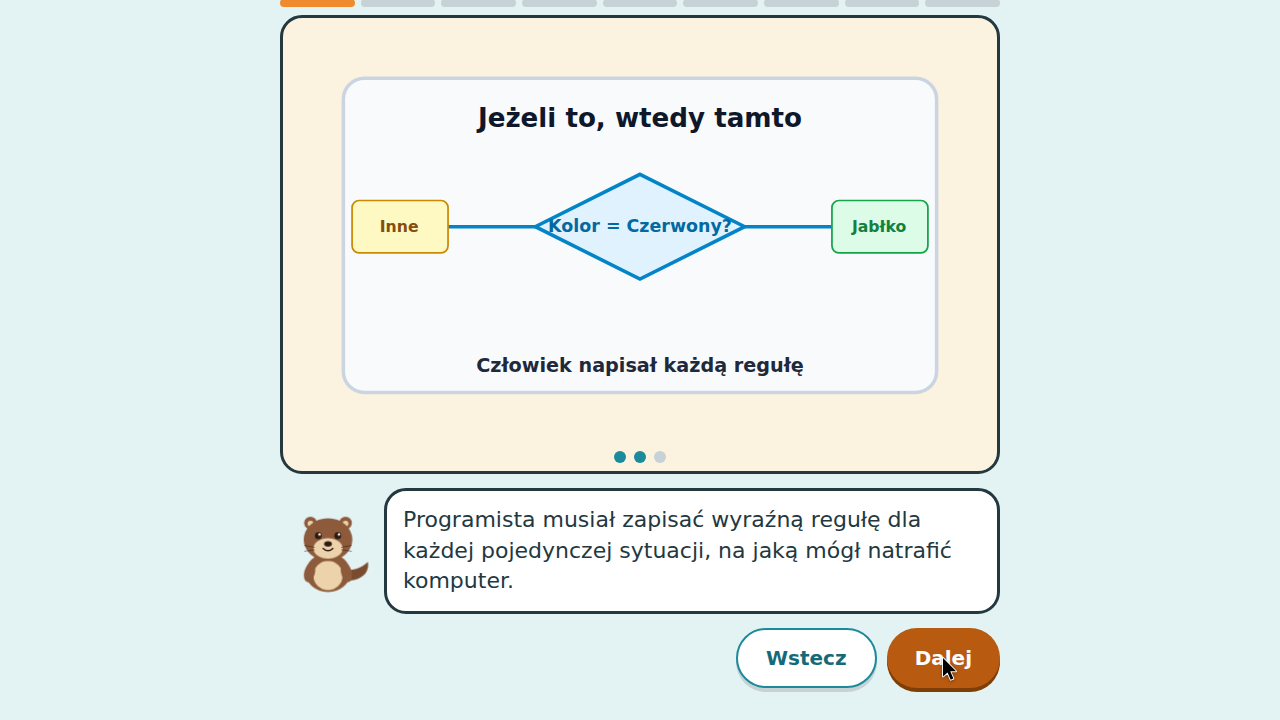 Jeżeli to, wtedy tamto
Inne
Kolor = Czerwony?
Jabłko
Człowiek napisał każdą regułę
Programista musiał zapisać wyraźną regułę dla
każdej pojedynczej sytuacji, na jaką mógł natrafić
komputer.
Wstecz
Dalej